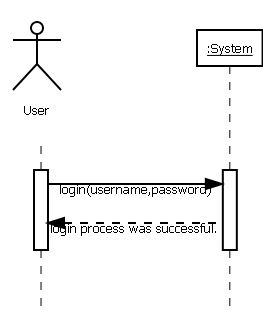 :System
User
login(username,password)
login process was successful.